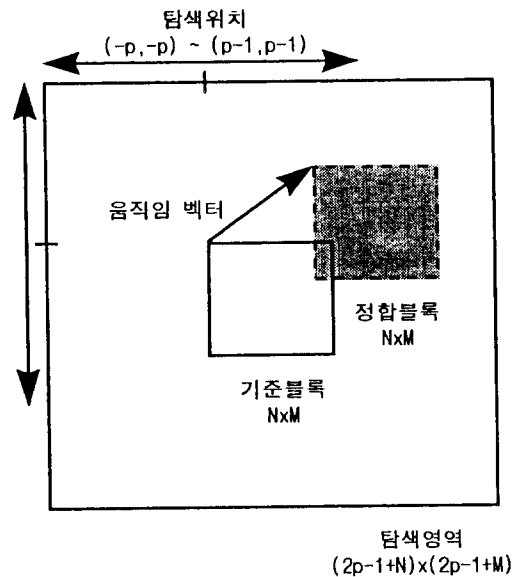 탐색위치
(-p,-p) ~ (p-1,p-1)
움직임 벡터
정합블록
NxM
기준블록
NxM
탐색영역
(2p-1+N)x(2p-1+M)